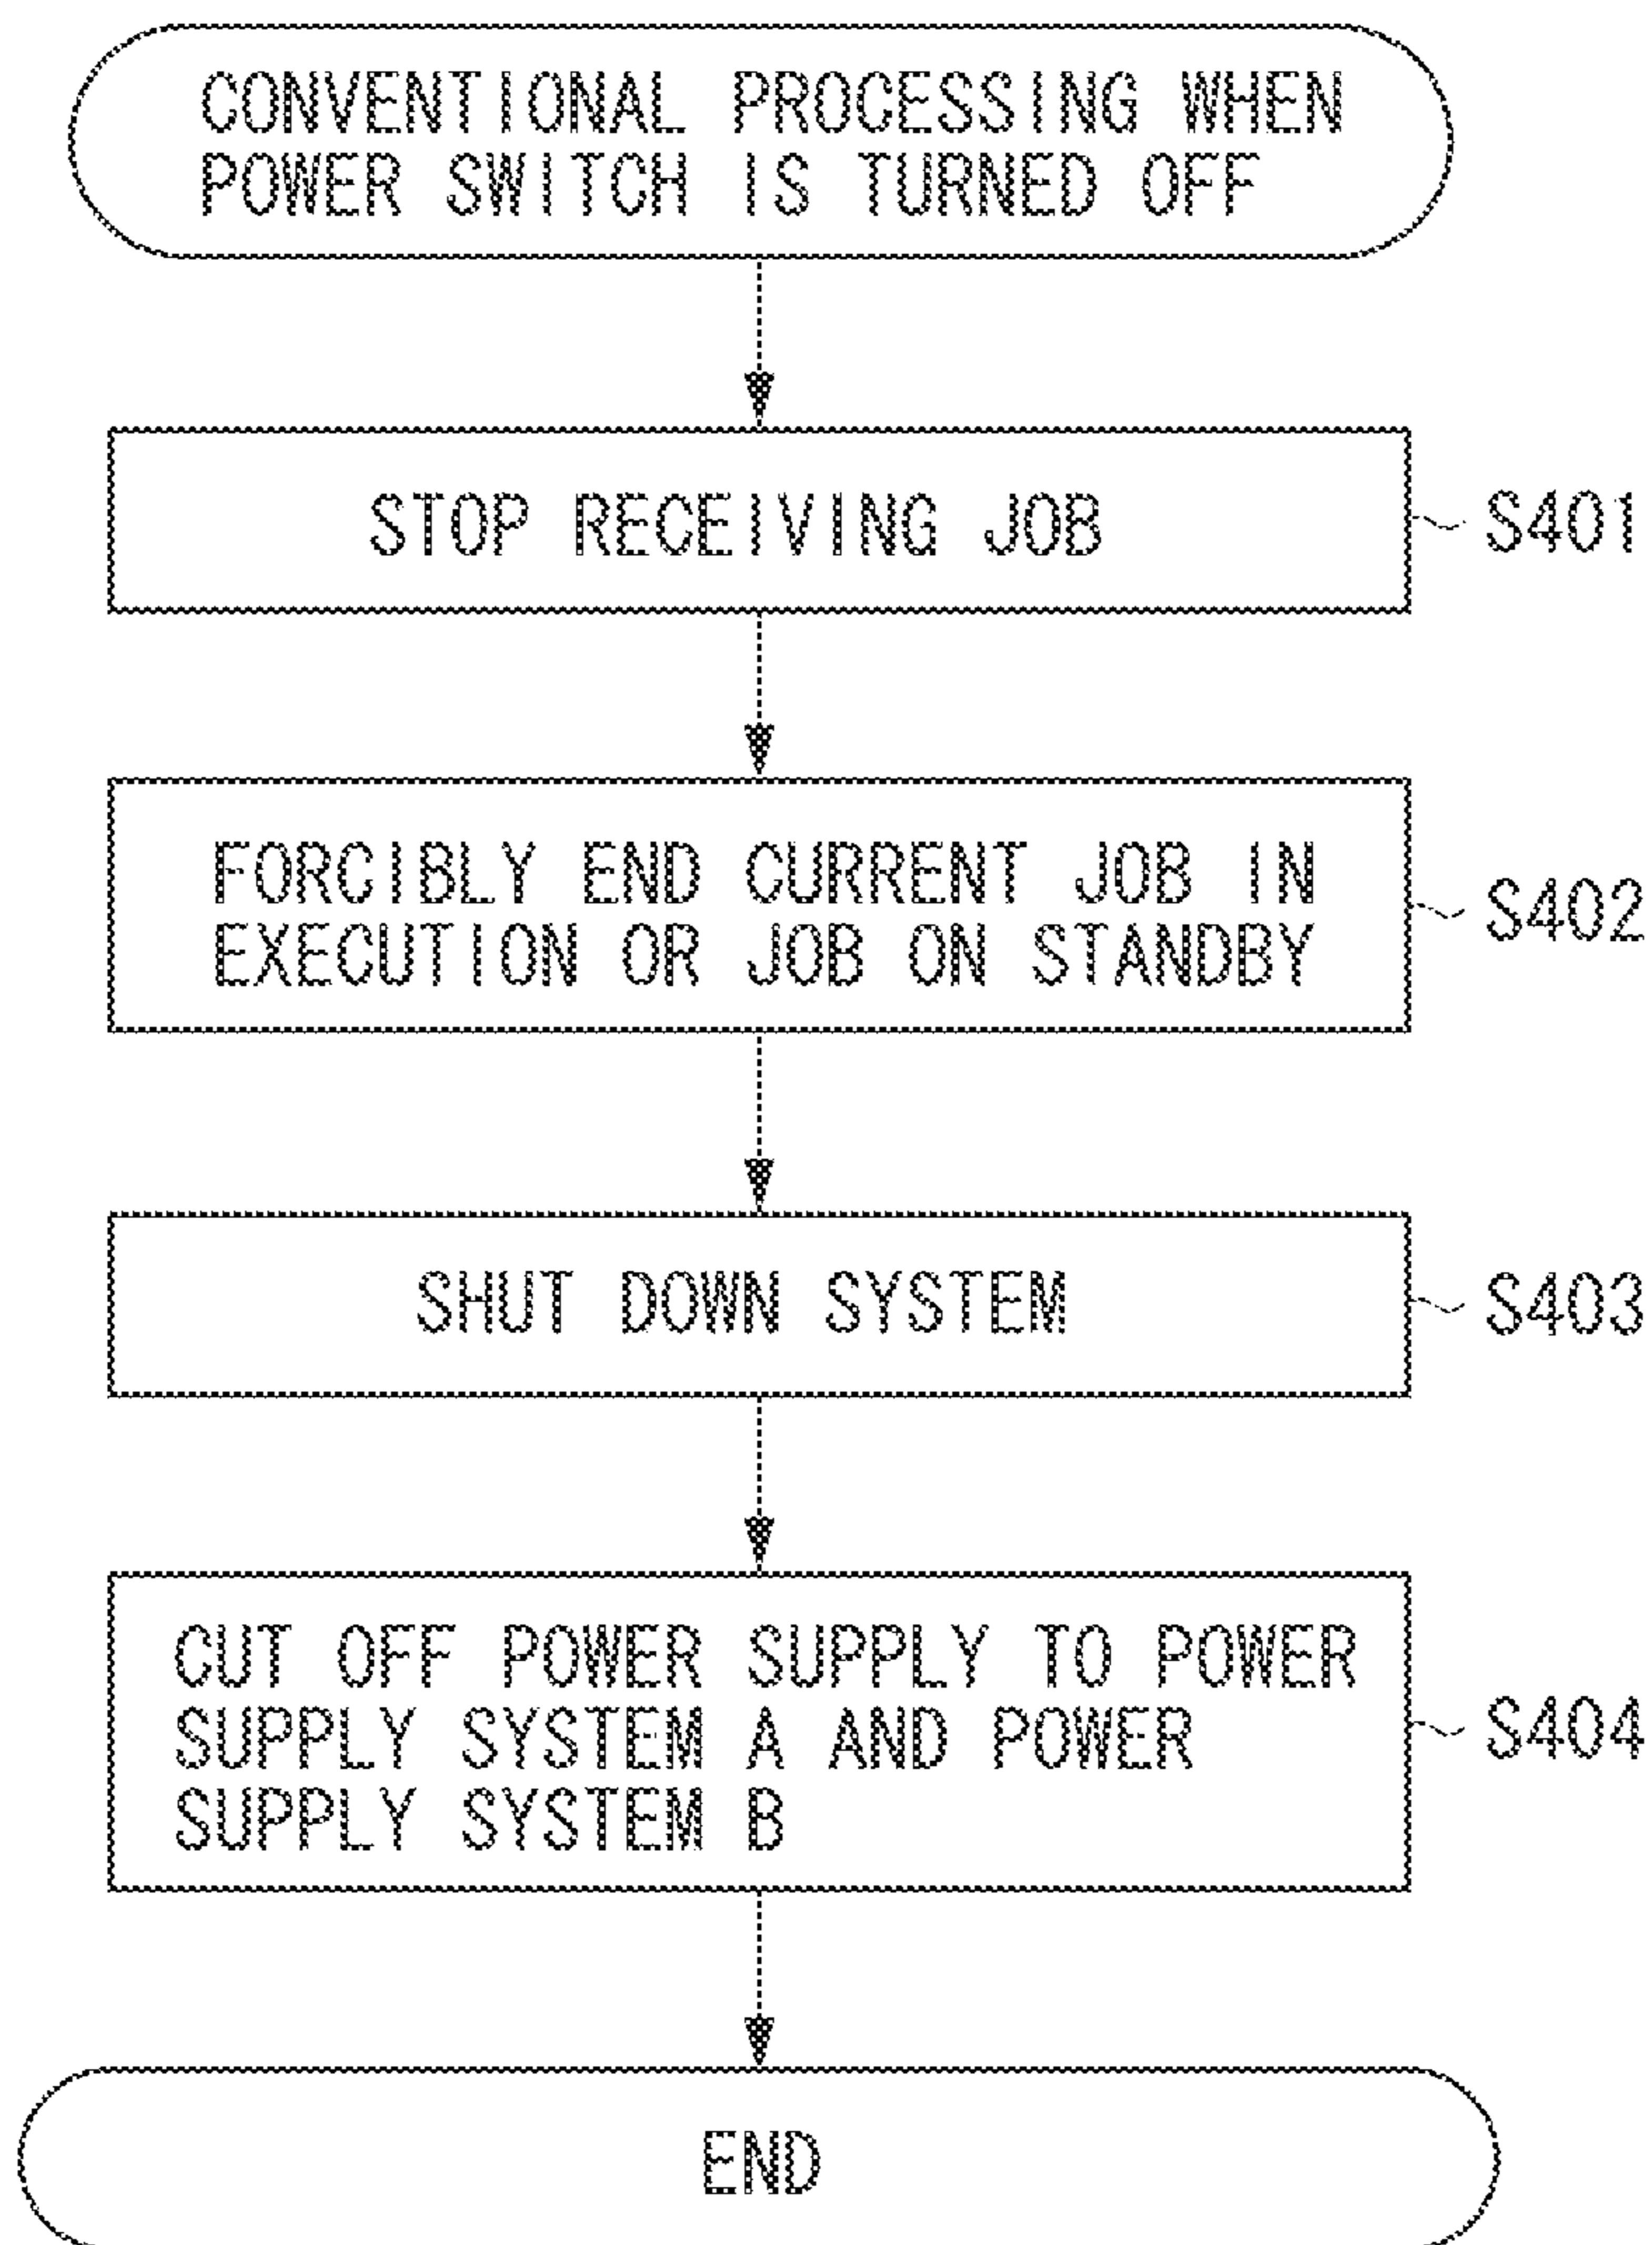 CONVENTIONAL PROCESSING WHEN
POWER SWITCH IS TURNED OFF
STOP RECEIVING JOB
S401
FORCIBLY END CURRENT JOB IN
EXECUTION OR JOB ON STANDBY
S402
SHUT DOWN SYSTEM
S403
CUT OFF POWER SUPPLY TO POWER
SUPPLY SYSTEM A AND POWER
SUPPLY SYSTEM B
S404
END